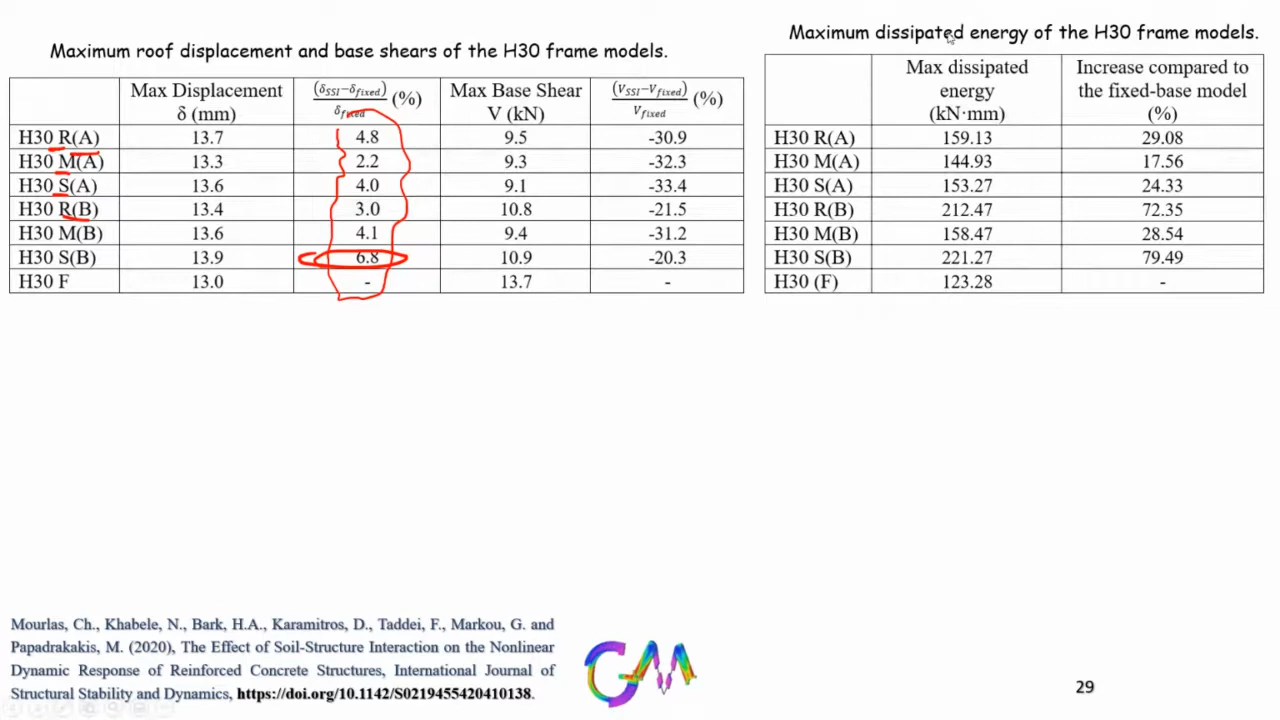 Maximum roof displacement and base shears of the H30 frame models.
Max Displacement δ (mm) | (δSSI−δfixed)/δfixed (%) | Max Base Shear V (kN) | (VSSI−Vfixed)/Vfixed (%)
H30 R(A) 13.7 4.8 9.5 -30.9
H30 M(A) 13.3 2.2 9.3 -32.3
H30 S(A) 13.6 4.0 9.1 -33.4
H30 R(B) 13.4 3.0 10.8 -21.5
H30 M(B) 13.6 4.1 9.4 -31.2
H30 S(B) 13.9 6.8 10.9 -20.3
H30 F 13.0 - 13.7 -
Maximum dissipated energy of the H30 frame models.
Max dissipated energy (kN·mm) | Increase compared to the fixed-base model (%)
H30 R(A) 159.13 29.08
H30 M(A) 144.93 17.56
H30 S(A) 153.27 24.33
H30 R(B) 212.47 72.35
H30 M(B) 158.47 28.54
H30 S(B) 221.27 79.49
H30 (F) 123.28 -
Mourlas, Ch., Khabele, N., Bark, H.A., Karamitros, D., Taddei, F., Markou, G. and
Papadrakakis, M. (2020), The Effect of Soil-Structure Interaction on the Nonlinear
Dynamic Response of Reinforced Concrete Structures, International Journal of
Structural Stability and Dynamics, https://doi.org/10.1142/S0219455420410138.
GM
29